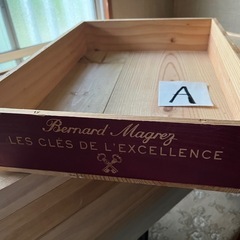 A
Bernard Magrez
LES CLÉS DE L'EXCELLENCE